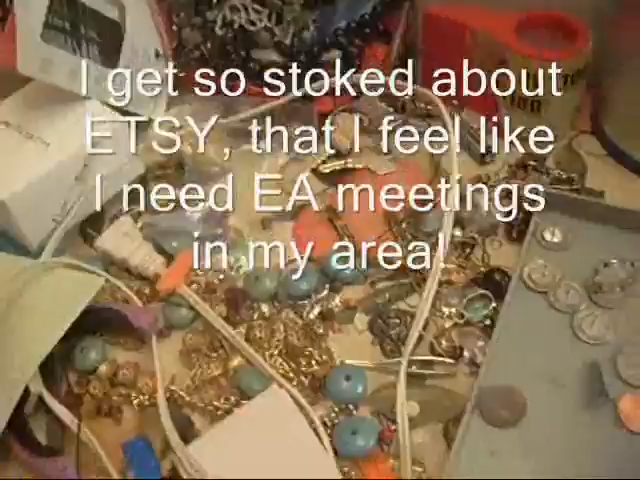 I get so stoked about
ETSY, that I feel like
I need EA meetings
in my area!